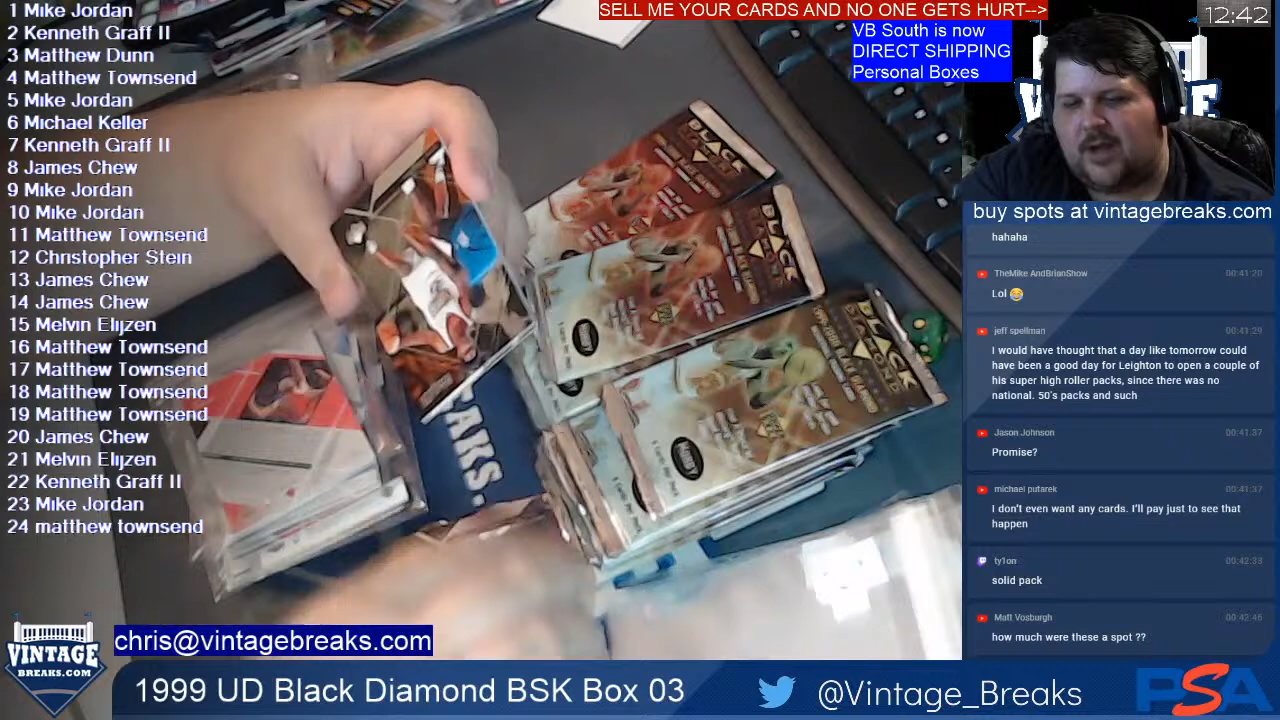 1 Mike Jordan
2 Kenneth Graff II
3 Matthew Dunn
4 Matthew Townsend
5 Mike Jordan
6 Michael Keller
7 Kenneth Graff II
8 James Chew
9 Mike Jordan
10 Mike Jordan
11 Matthew Townsend
12 Christopher Stein
13 James Chew
14 James Chew
15 Melvin Elijzen
16 Matthew Townsend
17 Matthew Townsend
18 Matthew Townsend
19 Matthew Townsend
20 James Chew
21 Melvin Elijzen
22 Kenneth Graff II
23 Mike Jordan
24 matthew townsend
SELL ME YOUR CARDS AND NO ONE GETS HURT-->
VB South is now
DIRECT SHIPPING
Personal Boxes
12:42
buy spots at vintagebreaks.com
hahaha
TheMike AndBrianShow 00:41:20
Lol 😂
jeff spellman 00:41:29
I would have thought that a day like tomorrow could
have been a good day for Leighton to open a couple of
his super high roller packs, since there was no
national. 50's packs and such
Jason Johnson 00:41:37
Promise?
michael putarek 00:41:37
I don't even want any cards. I'll pay just to see that
happen
ty1on 00:42:33
solid pack
Matt Vosburgh 00:42:46
how much were these a spot ??
BLACK
BLACK
BLACK
HOBBY
HOBBY
EAKS.
VINTAGE
BREAKS.COM
chris@vintagebreaks.com
1999 UD Black Diamond BSK Box 03
@Vintage_Breaks
PSA